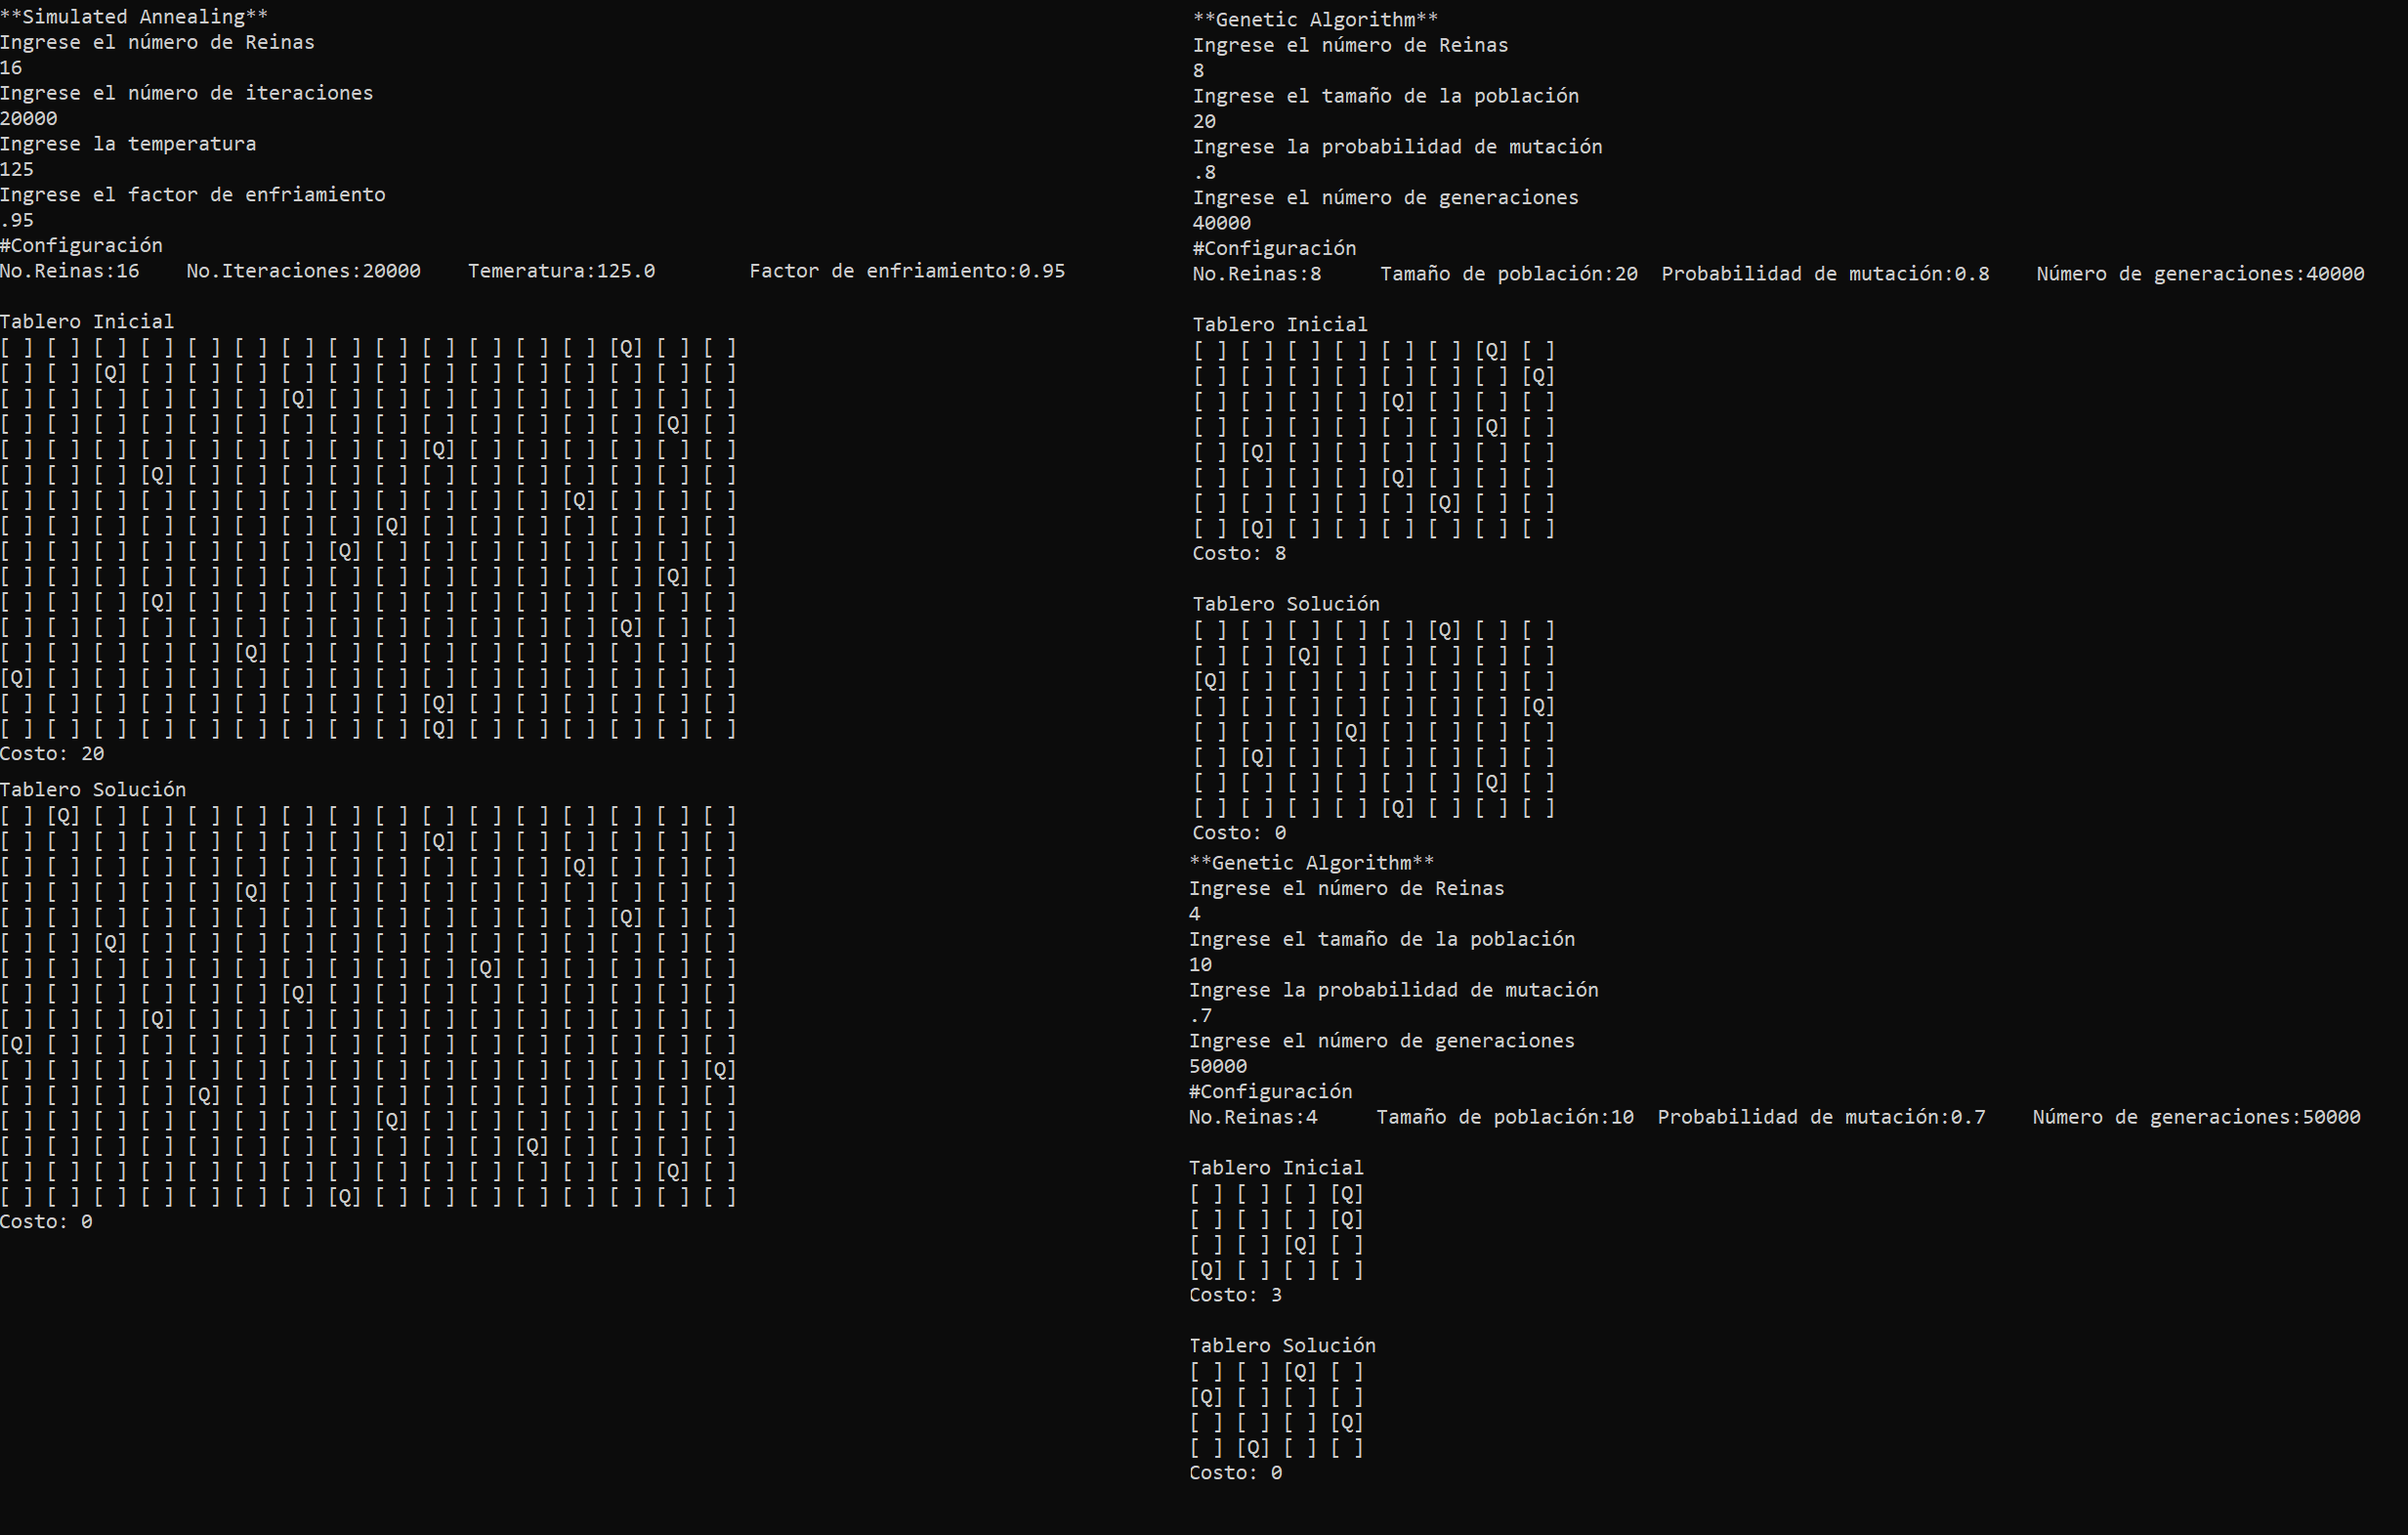 **Simulated Annealing**
Ingrese el número de Reinas
16
Ingrese el número de iteraciones
20000
Ingrese la temperatura
125
Ingrese el factor de enfriamiento
.95
#Configuración
No.Reinas:16    No.Iteraciones:20000    Temeratura:125.0        Factor de enfriamiento:0.95
Tablero Inicial
[ ] [ ] [ ] [ ] [ ] [ ] [ ] [ ] [ ] [ ] [ ] [ ] [ ] [Q] [ ] [ ]
[ ] [ ] [Q] [ ] [ ] [ ] [ ] [ ] [ ] [ ] [ ] [ ] [ ] [ ] [ ] [ ]
[ ] [ ] [ ] [ ] [ ] [ ] [Q] [ ] [ ] [ ] [ ] [ ] [ ] [ ] [ ] [ ]
[ ] [ ] [ ] [ ] [ ] [ ] [ ] [ ] [ ] [ ] [ ] [ ] [ ] [ ] [Q] [ ]
[ ] [ ] [ ] [ ] [ ] [ ] [ ] [ ] [ ] [Q] [ ] [ ] [ ] [ ] [ ] [ ]
[ ] [ ] [ ] [Q] [ ] [ ] [ ] [ ] [ ] [ ] [ ] [ ] [ ] [ ] [ ] [ ]
[ ] [ ] [ ] [ ] [ ] [ ] [ ] [ ] [ ] [ ] [ ] [ ] [Q] [ ] [ ] [ ]
[ ] [ ] [ ] [ ] [ ] [ ] [ ] [ ] [Q] [ ] [ ] [ ] [ ] [ ] [ ] [ ]
[ ] [ ] [ ] [ ] [ ] [ ] [ ] [Q] [ ] [ ] [ ] [ ] [ ] [ ] [ ] [ ]
[ ] [ ] [ ] [ ] [ ] [ ] [ ] [ ] [ ] [ ] [ ] [ ] [ ] [ ] [Q] [ ]
[ ] [ ] [ ] [Q] [ ] [ ] [ ] [ ] [ ] [ ] [ ] [ ] [ ] [ ] [ ] [ ]
[ ] [ ] [ ] [ ] [ ] [ ] [ ] [ ] [ ] [ ] [ ] [ ] [ ] [Q] [ ] [ ]
[ ] [ ] [ ] [ ] [ ] [Q] [ ] [ ] [ ] [ ] [ ] [ ] [ ] [ ] [ ] [ ]
[Q] [ ] [ ] [ ] [ ] [ ] [ ] [ ] [ ] [ ] [ ] [ ] [ ] [ ] [ ] [ ]
[ ] [ ] [ ] [ ] [ ] [ ] [ ] [ ] [ ] [Q] [ ] [ ] [ ] [ ] [ ] [ ]
[ ] [ ] [ ] [ ] [ ] [ ] [ ] [ ] [ ] [Q] [ ] [ ] [ ] [ ] [ ] [ ]
Costo: 20
Tablero Solución
[ ] [Q] [ ] [ ] [ ] [ ] [ ] [ ] [ ] [ ] [ ] [ ] [ ] [ ] [ ] [ ]
[ ] [ ] [ ] [ ] [ ] [ ] [ ] [ ] [ ] [Q] [ ] [ ] [ ] [ ] [ ] [ ]
[ ] [ ] [ ] [ ] [ ] [ ] [ ] [ ] [ ] [ ] [ ] [ ] [Q] [ ] [ ] [ ]
[ ] [ ] [ ] [ ] [ ] [Q] [ ] [ ] [ ] [ ] [ ] [ ] [ ] [ ] [ ] [ ]
[ ] [ ] [ ] [ ] [ ] [ ] [ ] [ ] [ ] [ ] [ ] [ ] [ ] [Q] [ ] [ ]
[ ] [ ] [Q] [ ] [ ] [ ] [ ] [ ] [ ] [ ] [ ] [ ] [ ] [ ] [ ] [ ]
[ ] [ ] [ ] [ ] [ ] [ ] [ ] [ ] [ ] [ ] [Q] [ ] [ ] [ ] [ ] [ ]
[ ] [ ] [ ] [ ] [ ] [ ] [Q] [ ] [ ] [ ] [ ] [ ] [ ] [ ] [ ] [ ]
[ ] [ ] [ ] [Q] [ ] [ ] [ ] [ ] [ ] [ ] [ ] [ ] [ ] [ ] [ ] [ ]
[Q] [ ] [ ] [ ] [ ] [ ] [ ] [ ] [ ] [ ] [ ] [ ] [ ] [ ] [ ] [ ]
[ ] [ ] [ ] [ ] [ ] [ ] [ ] [ ] [ ] [ ] [ ] [ ] [ ] [ ] [ ] [Q]
[ ] [ ] [ ] [ ] [Q] [ ] [ ] [ ] [ ] [ ] [ ] [ ] [ ] [ ] [ ] [ ]
[ ] [ ] [ ] [ ] [ ] [ ] [ ] [ ] [Q] [ ] [ ] [ ] [ ] [ ] [ ] [ ]
[ ] [ ] [ ] [ ] [ ] [ ] [ ] [ ] [ ] [ ] [ ] [Q] [ ] [ ] [ ] [ ]
[ ] [ ] [ ] [ ] [ ] [ ] [ ] [ ] [ ] [ ] [ ] [ ] [ ] [ ] [Q] [ ]
[ ] [ ] [ ] [ ] [ ] [ ] [ ] [Q] [ ] [ ] [ ] [ ] [ ] [ ] [ ] [ ]
Costo: 0
**Genetic Algorithm**
Ingrese el número de Reinas
8
Ingrese el tamaño de la población
20
Ingrese la probabilidad de mutación
.8
Ingrese el número de generaciones
40000
#Configuración
No.Reinas:8     Tamaño de población:20  Probabilidad de mutación:0.8    Número de generaciones:40000
Tablero Inicial
[ ] [ ] [ ] [ ] [ ] [ ] [Q] [ ]
[ ] [ ] [ ] [ ] [ ] [ ] [ ] [Q]
[ ] [ ] [ ] [ ] [Q] [ ] [ ] [ ]
[ ] [ ] [ ] [ ] [ ] [ ] [Q] [ ]
[ ] [Q] [ ] [ ] [ ] [ ] [ ] [ ]
[ ] [ ] [ ] [ ] [Q] [ ] [ ] [ ]
[ ] [ ] [ ] [ ] [ ] [Q] [ ] [ ]
[ ] [Q] [ ] [ ] [ ] [ ] [ ] [ ]
Costo: 8
Tablero Solución
[ ] [ ] [ ] [ ] [ ] [Q] [ ] [ ]
[ ] [ ] [Q] [ ] [ ] [ ] [ ] [ ]
[Q] [ ] [ ] [ ] [ ] [ ] [ ] [ ]
[ ] [ ] [ ] [ ] [ ] [ ] [ ] [Q]
[ ] [ ] [ ] [Q] [ ] [ ] [ ] [ ]
[ ] [Q] [ ] [ ] [ ] [ ] [ ] [ ]
[ ] [ ] [ ] [ ] [ ] [ ] [Q] [ ]
[ ] [ ] [ ] [ ] [Q] [ ] [ ] [ ]
Costo: 0
**Genetic Algorithm**
Ingrese el número de Reinas
4
Ingrese el tamaño de la población
10
Ingrese la probabilidad de mutación
.7
Ingrese el número de generaciones
50000
#Configuración
No.Reinas:4     Tamaño de población:10  Probabilidad de mutación:0.7    Número de generaciones:50000
Tablero Inicial
[ ] [ ] [ ] [Q]
[ ] [ ] [ ] [Q]
[ ] [ ] [Q] [ ]
[Q] [ ] [ ] [ ]
Costo: 3
Tablero Solución
[ ] [ ] [Q] [ ]
[Q] [ ] [ ] [ ]
[ ] [ ] [ ] [Q]
[ ] [Q] [ ] [ ]
Costo: 0